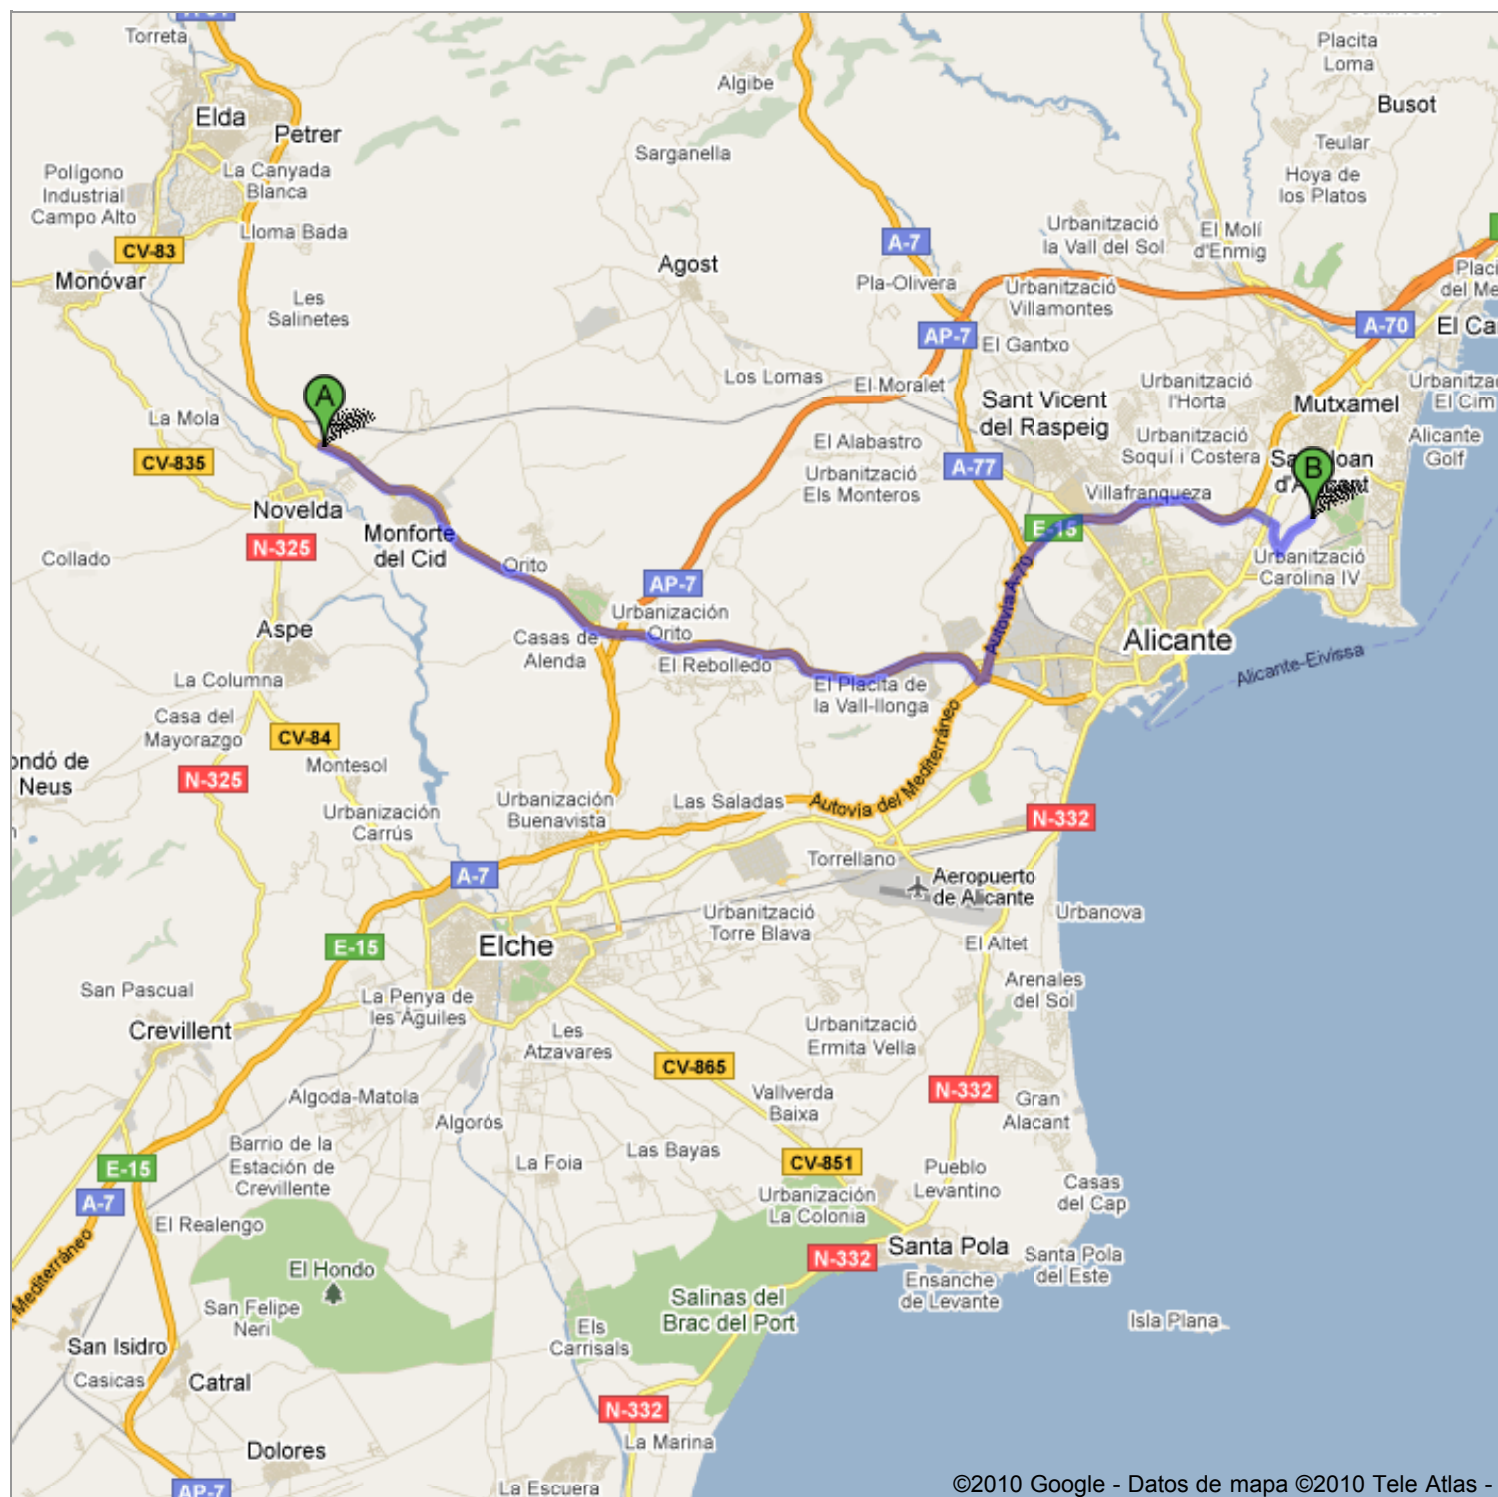 Torreta
Elda
Petrer
Polígono
Industrial
Campo Alto
La Canyada
Blanca
Lloma Bada
CV-83
Monóvar
Les
Salinetes
Algibe
Sarganella
Agost
A-7
Pla-Olivera
Placita
Loma
Busot
Teular
Hoya de
los Platos
Urbanització
la Vall del Sol
El Molí
d'Enmig
Urbanització
Villamontes
AP-7
El Gantxo
A-70
Los Lomas
El Moralet
Sant Vicent
del Raspeig
Urbanització
l'Horta
Mutxamel
El Cim
A
La Mola
CV-835
Novelda
N-325
El Alabastro
Urbanització
Els Monteros
A-77
Urbanització
Soquí i Costera
B
Alicante
Golf
Villafranqueza
E-15
Monforte
del Cid
Orito
Collado
AP-7
Urbanización
Orito
Casas de
Alenda
El Rebolledo
El Placita de
la Vall-llonga
Autovía A-70
Urbanització
Carolina IV
Alicante
Alicante-Eivissa
Aspe
La Columna
Casa del
Mayorazgo
CV-84
N-325
Montesol
Urbanización
Carrús
Urbanización
Buenavista
Las Saladas
Autovía del Mediterráneo
N-332
Torrellano
Aeropuerto
de Alicante
A-7
E-15
Elche
Urbanització
Torre Blava
Urbanova
El Altet
Arenales
del Sol
San Pascual
Crevillent
La Penya de
les Àguiles
Les
Atzavares
Urbanització
Ermita Vella
CV-865
Algoda-Matola
Algorós
Vallverda
Baixa
N-332
Gran
Alacant
Barrio de la
Estación de
Crevillente
E-15
A-7
Las Bayas
La Foia
CV-851
Pueblo
Levantino
Casas
del Cap
Urbanización
La Colonia
El Realengo
Mediterráneo
El Hondo
San Felipe
Neri
N-332
Santa Pola
Santa Pola
del Este
Ensanche
de Levante
Salinas del
Brac del Port
Isla Plana
Els
Carrisals
San Isidro
Casicas
Catral
N-332
Dolores
La Marina
AP-7
La Escuera
©2010 Google - Datos de mapa ©2010 Tele Atlas -